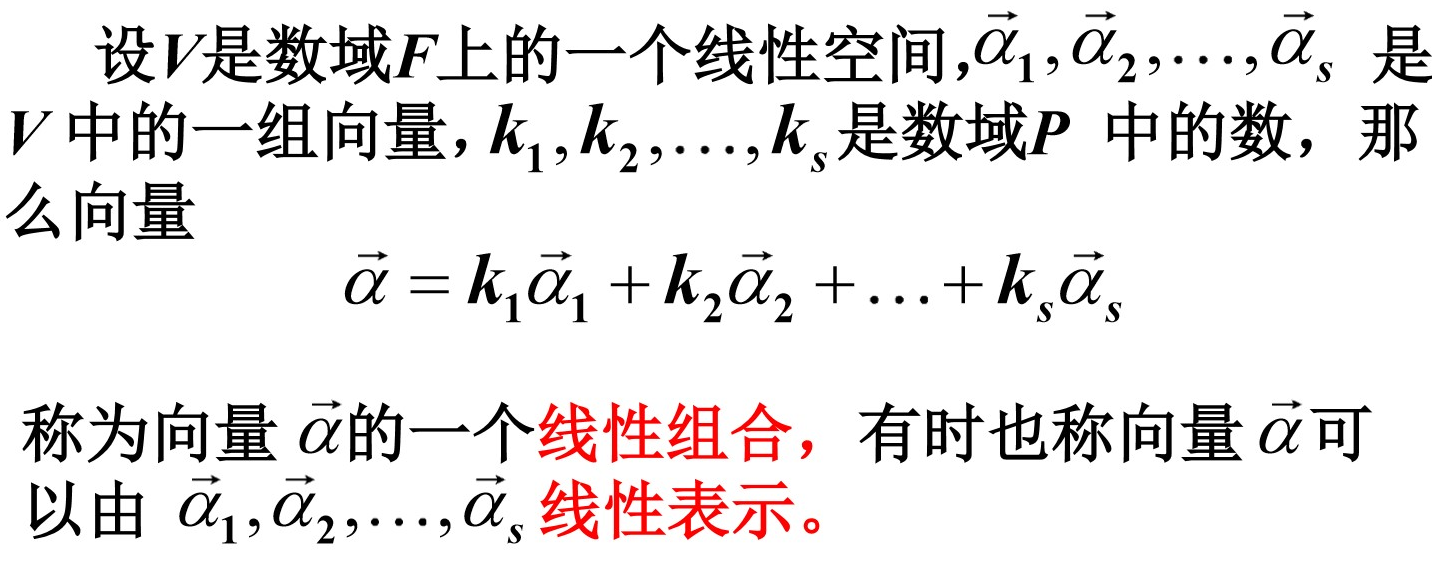 设V是数域F上的一个线性空间,$\vec{\alpha}_1,\vec{\alpha}_2,\ldots,\vec{\alpha}_s$ 是
V 中的一组向量，$k_1,k_2,\ldots,k_s$是数域P 中的数，那
么向量
$\vec{\alpha}=k_1\vec{\alpha}_1+k_2\vec{\alpha}_2+\ldots+k_s\vec{\alpha}_s$
称为向量 $\vec{\alpha}$的一个线性组合，有时也称向量$\vec{\alpha}$可
以由 $\vec{\alpha}_1,\vec{\alpha}_2,\ldots,\vec{\alpha}_s$ 线性表示。